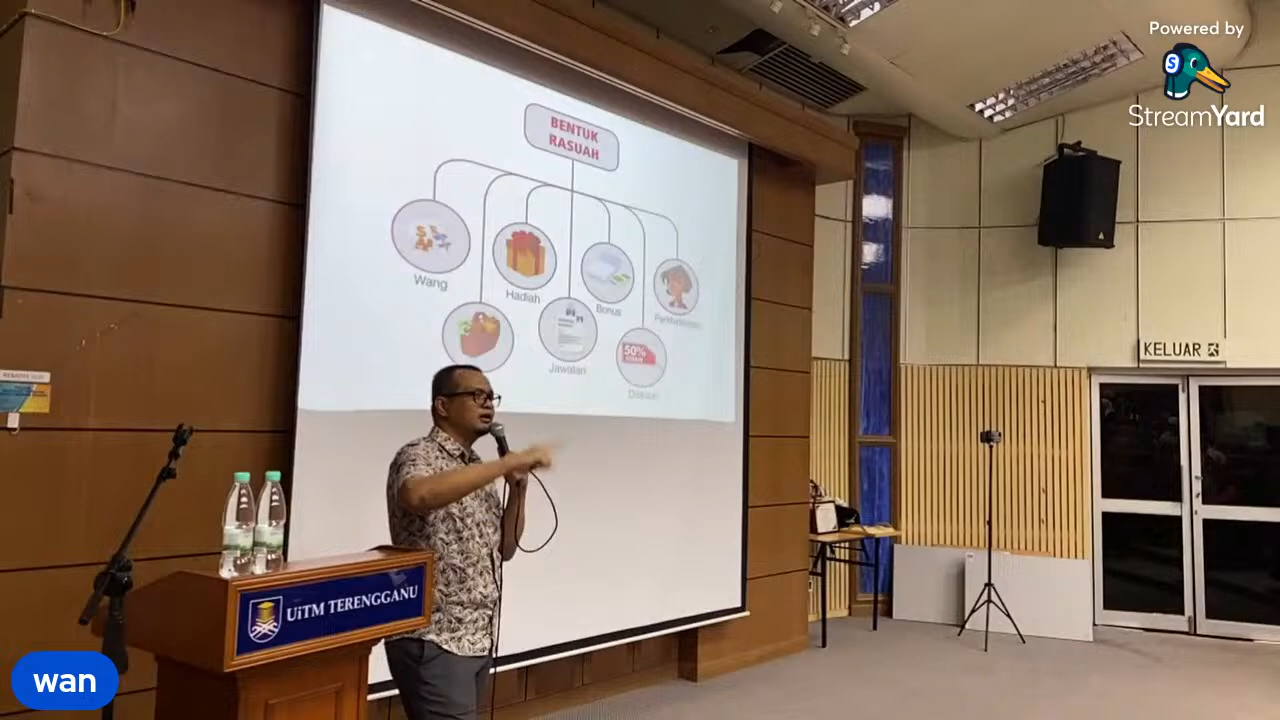 Powered by
S
StreamYard
BENTUK
RASUAH
Wang
Hadiah
Bonus
Jawatan
50%
Diskaun
KELUAR
UiTM TERENGGANU
wan